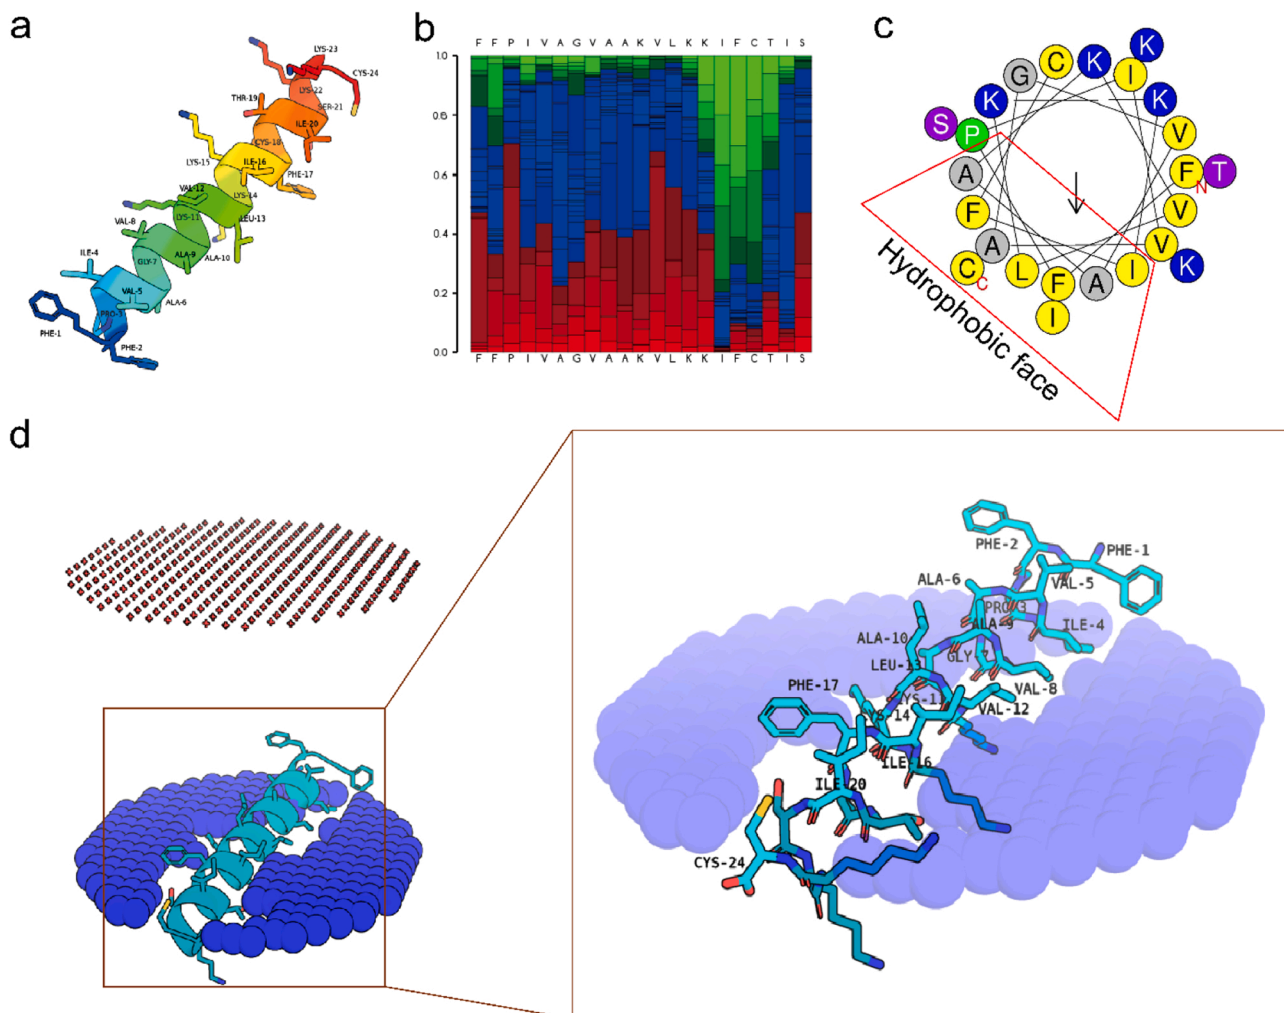 a
LYS-23
CYS-24
LYS-22
THR-19
SER-21
ILE-20
CYS-18
LYS-15
ILE-16
PHE-17
VAL-12
LYS-14
LYS-11
LEU-13
VAL-8
ILE-4
GLY-7
ALA-9
ALA-10
VAL-5
ALA-6
PRO-3
PHE-1
PHE-2
b
F F P I V A G V A A K V L K K I F C T I S
1.0
0.8
0.6
0.4
0.2
0.0
F F P I V A G V A A K V L K K I F C T I S
c
K
C K I
G
K K
S P V
A F T
N
F V
A V K
C L I
C F A
I
Hydrophobic face
d
PHE-2
PHE-1
ALA-6
VAL-5
PRO-3
ALA-9
ILE-4
ALA-10
GLY-7
LEU-13
VAL-8
PHE-17
VAL-12
ILE-16
ILE-20
CYS-24